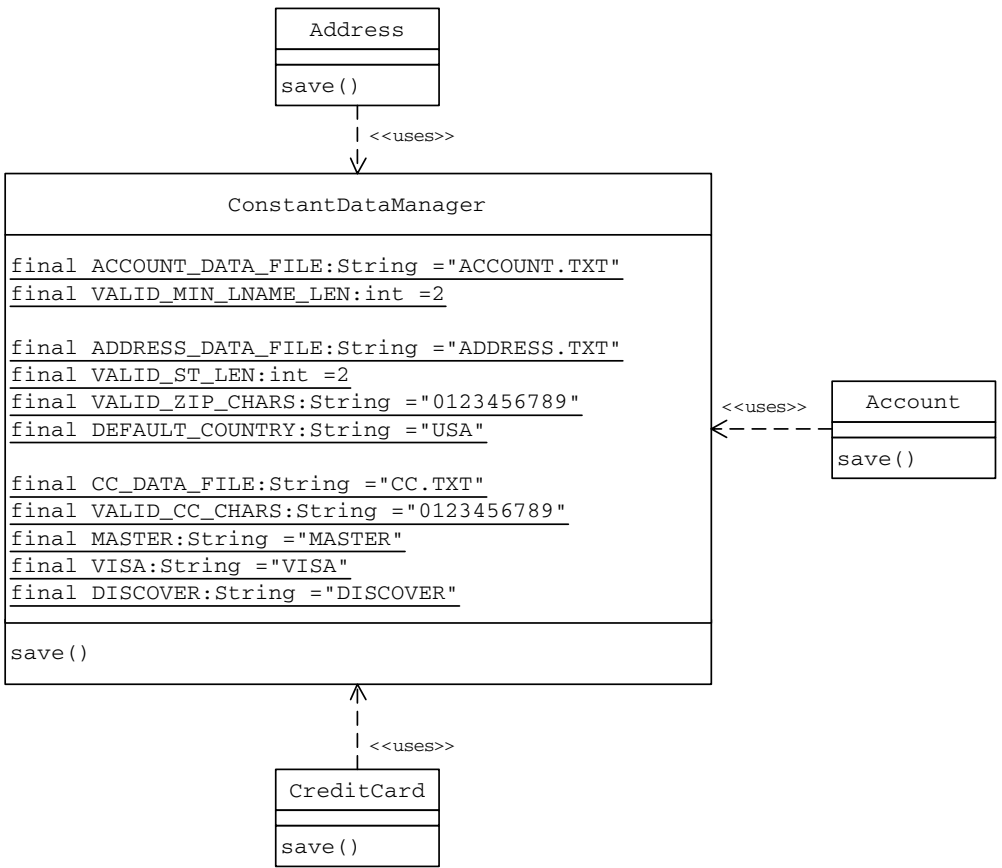 Address
save()
<<uses>>
ConstantDataManager
final ACCOUNT_DATA_FILE:String ="ACCOUNT.TXT"
final VALID_MIN_LNAME_LEN:int =2
final ADDRESS_DATA_FILE:String ="ADDRESS.TXT"
final VALID_ST_LEN:int =2
final VALID_ZIP_CHARS:String ="0123456789"
final DEFAULT_COUNTRY:String ="USA"
final CC_DATA_FILE:String ="CC.TXT"
final VALID_CC_CHARS:String ="0123456789"
final MASTER:String ="MASTER"
final VISA:String ="VISA"
final DISCOVER:String ="DISCOVER"
save()
<<uses>>
Account
save()
<<uses>>
CreditCard
save()